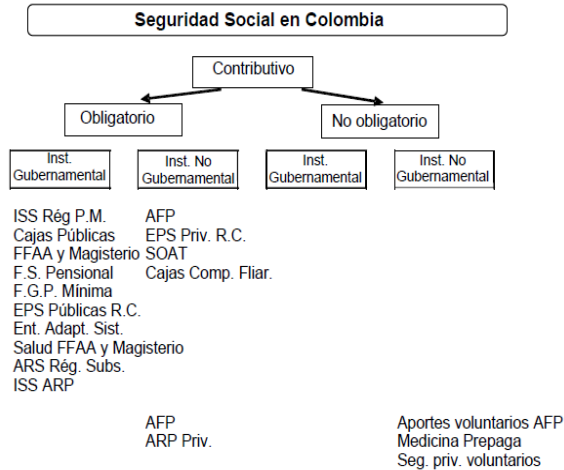 Seguridad Social en Colombia
Contributivo
Obligatorio
No obligatorio
Inst.
Gubernamental
Inst. No
Gubernamental
Inst.
Gubernamental
Inst. No
Gubernamental
ISS Rég P.M.
AFP
Cajas Públicas
EPS Priv. R.C.
FFAA y Magisterio
SOAT
F.S. Pensional
Cajas Comp. Fliar.
F.G.P. Mínima
EPS Públicas R.C.
Ent. Adapt. Sist.
Salud FFAA y Magisterio
ARS Rég. Subs.
ISS ARP
AFP
Aportes voluntarios AFP
ARP Priv.
Medicina Prepaga
Seg. priv. voluntarios